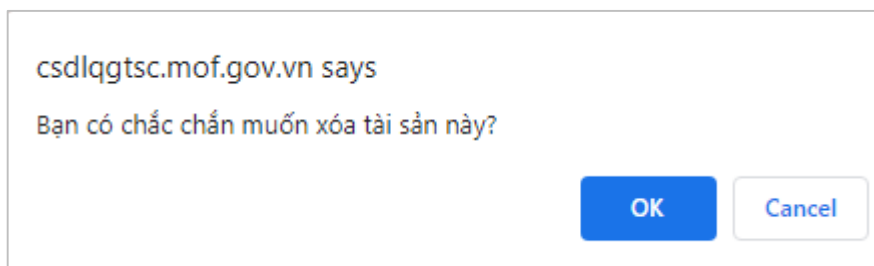 csdlqgtsc.mof.gov.vn says
Bạn có chắc chắn muốn xóa tài sản này?
OK Cancel